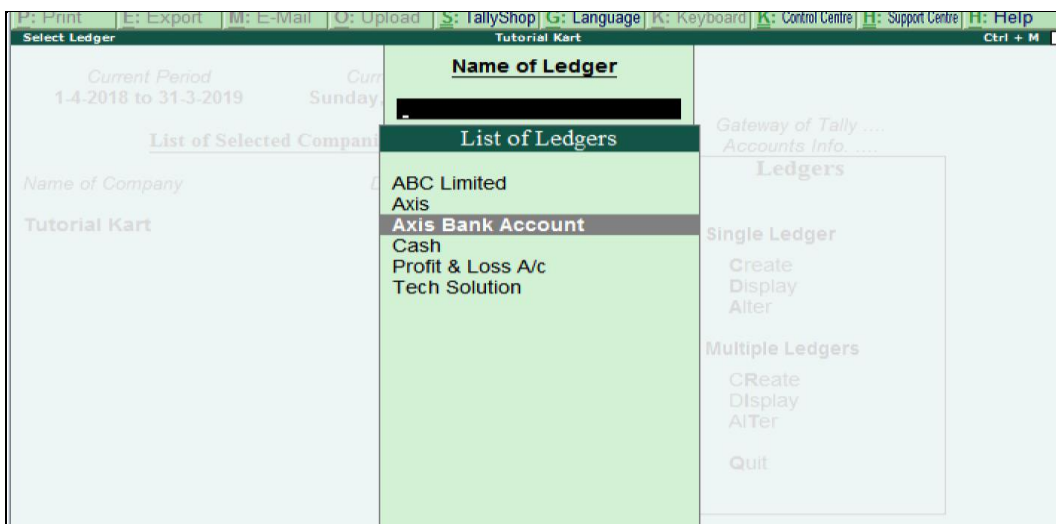 P: Print E: Export M: E-Mail O: Upload S: TallyShop G: Language K: Keyboard K: Control Centre H: Support Centre H: Help
Select Ledger Tutorial Kart Ctrl + M
Name of Ledger
List of Ledgers
ABC Limited
Axis
Axis Bank Account
Cash
Profit & Loss A/c
Tech Solution
Current Period
1-4-2018 to 31-3-2019 Sunday,
List of Selected
Name of Company
Tutorial Kart
Gateway of Tally ....
Accounts Info. ....
Ledgers
Single Ledger
Create
Display
Alter
Multiple Ledgers
CReate
DIsplay
AlTer
Quit